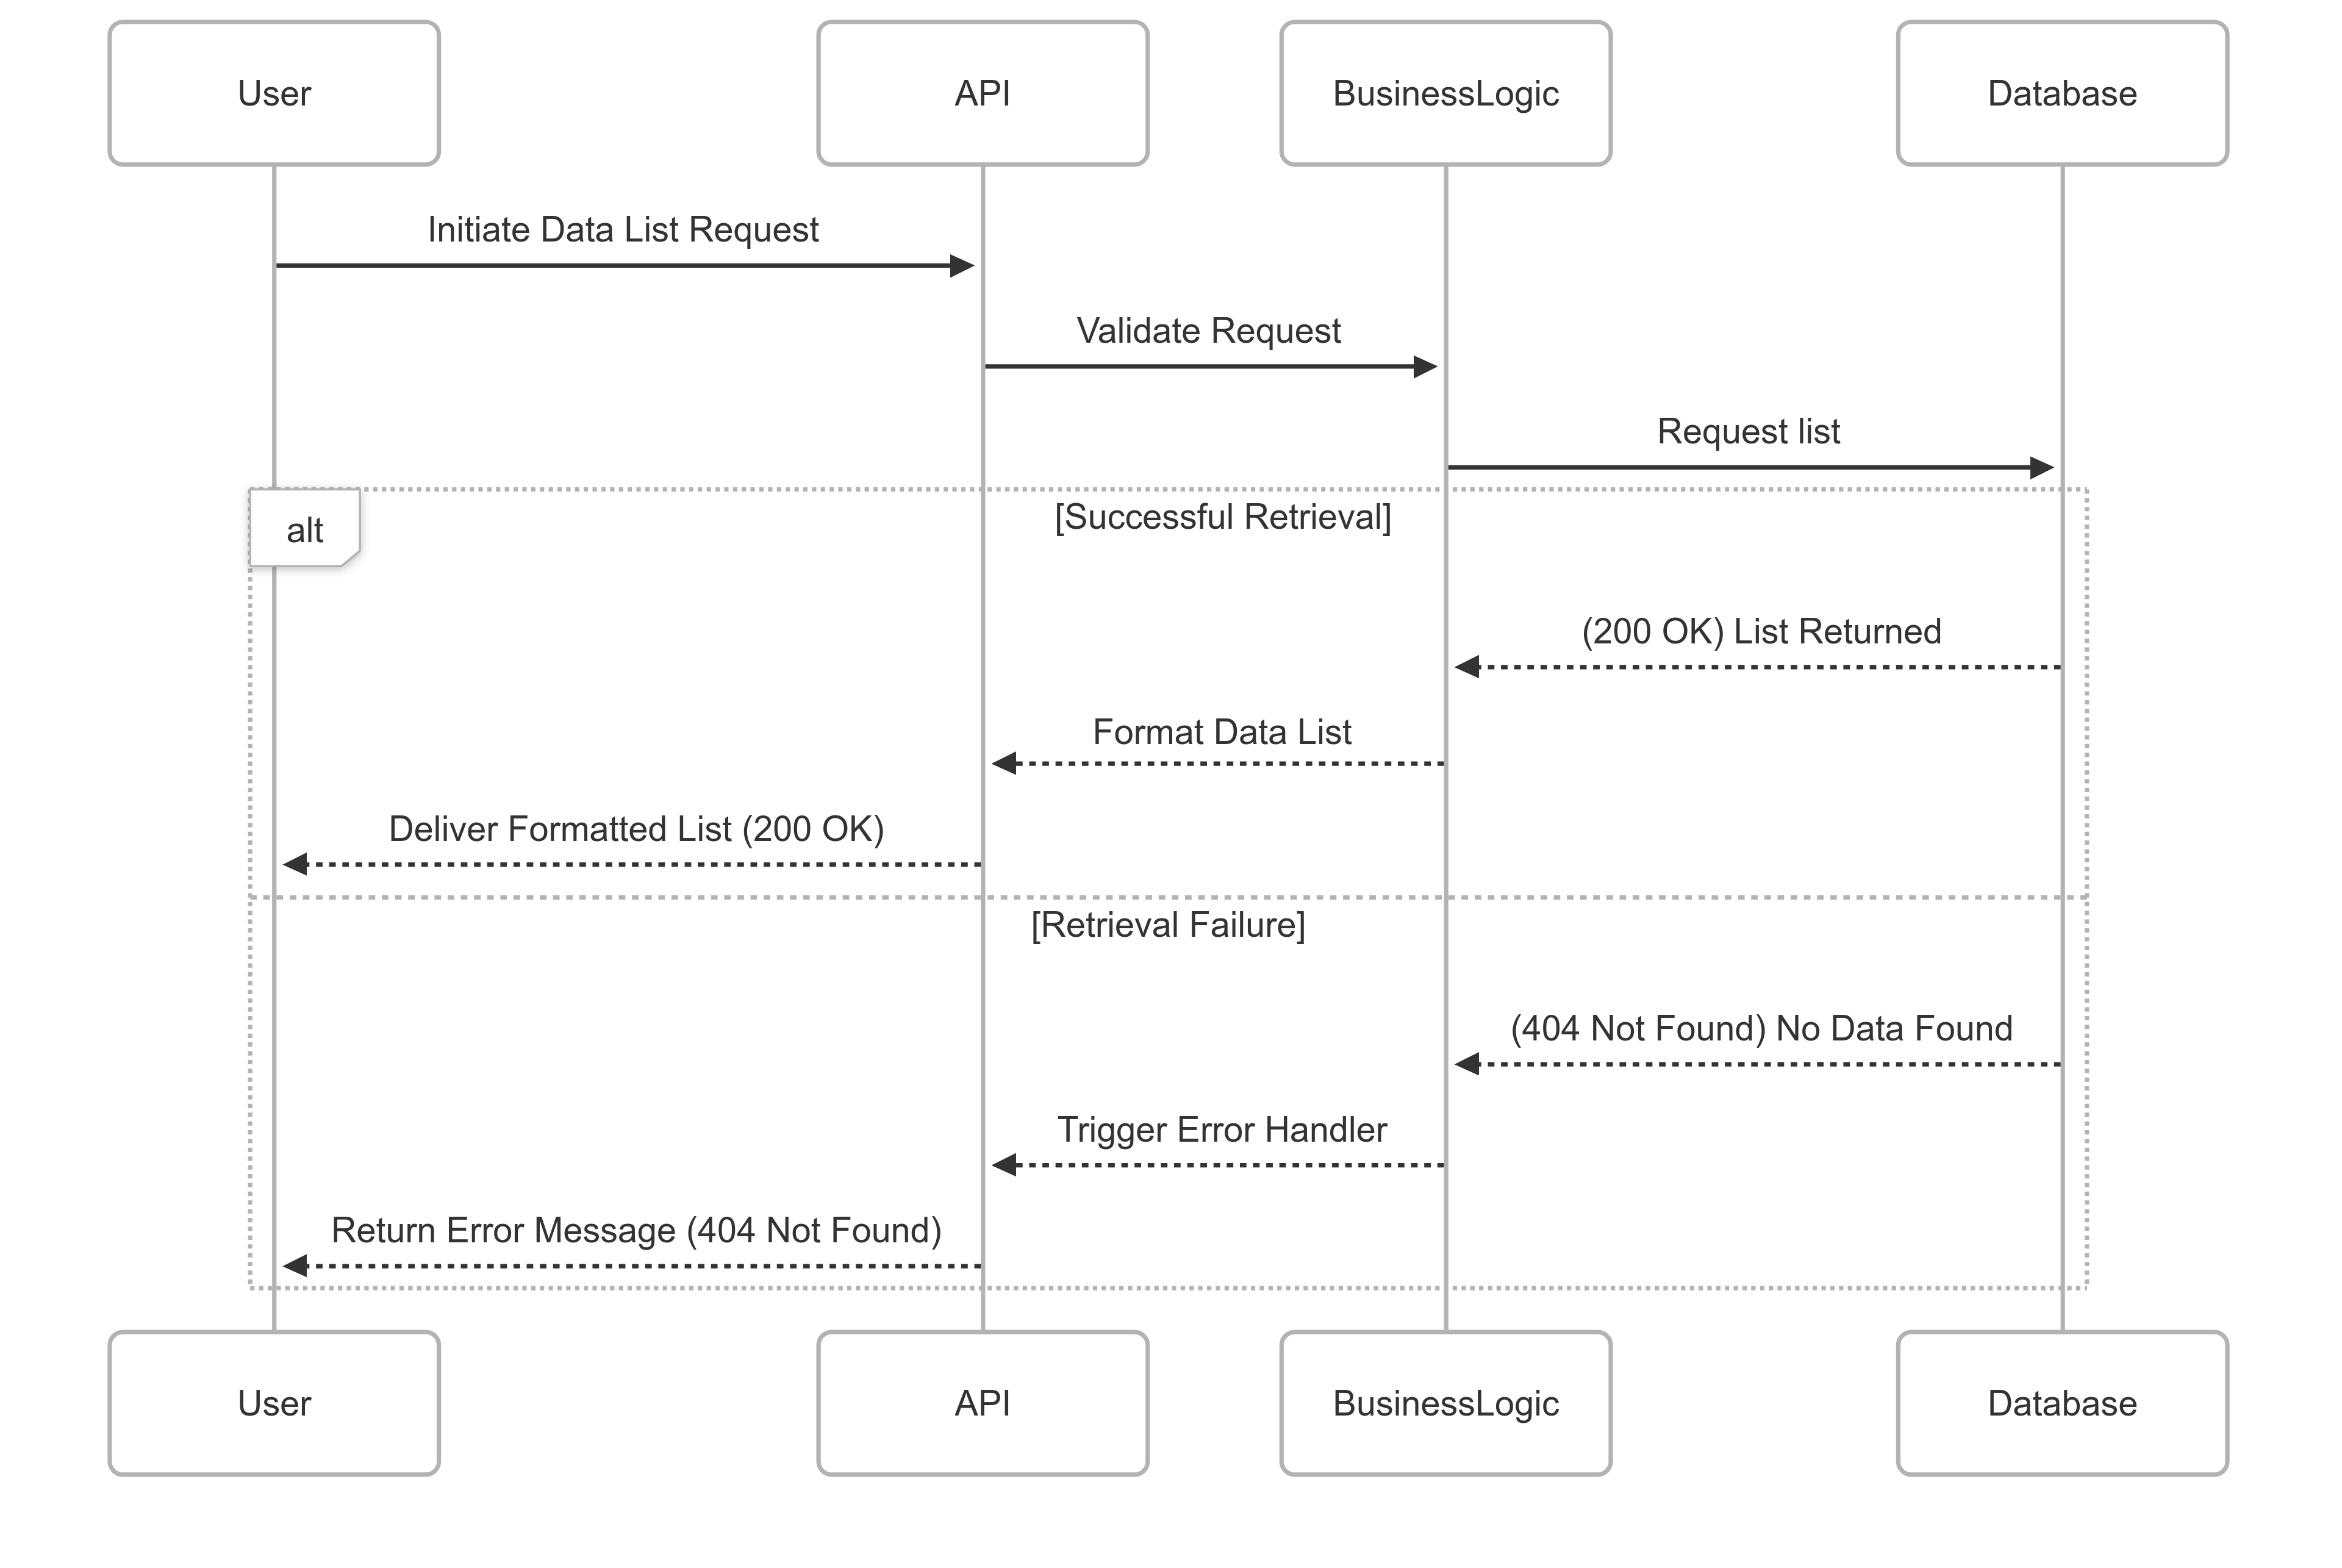 User
API
BusinessLogic
Database
Initiate Data List Request
Validate Request
Request list
alt
[Successful Retrieval]
(200 OK) List Returned
Format Data List
Deliver Formatted List (200 OK)
[Retrieval Failure]
(404 Not Found) No Data Found
Trigger Error Handler
Return Error Message (404 Not Found)
User
API
BusinessLogic
Database